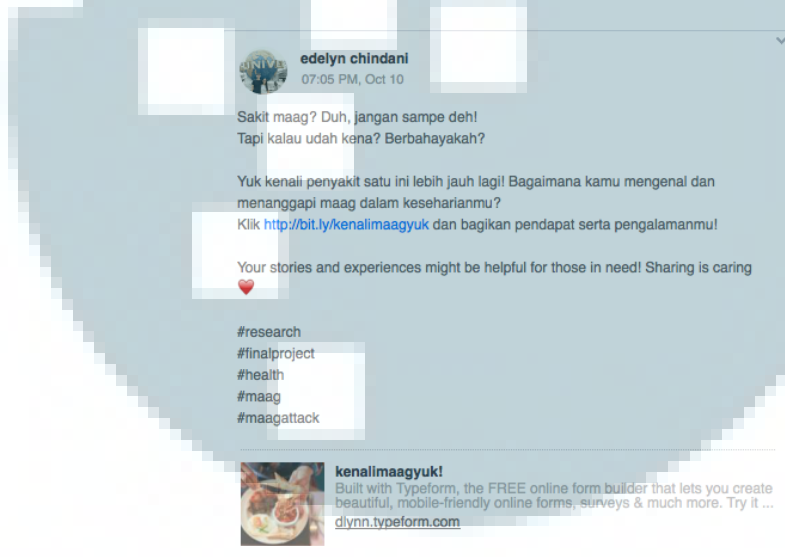 edelyn chindani
07:05 PM, Oct 10
Sakit maag? Duh, jangan sampe deh!
Tapi kalau udah kena? Berbahayakah?
Yuk kenali penyakit satu ini lebih jauh lagi! Bagaimana kamu mengenal dan
menanggapi maag dalam keseharianmu?
Klik http://bit.ly/kenalimaagyuk dan bagikan pendapat serta pengalamanmu!
Your stories and experiences might be helpful for those in need! Sharing is caring
❤️
#research
#finalproject
#health
#maag
#maagattack
kenalimaagyuk!
Built with Typeform, the FREE online form builder that lets you create
beautiful, mobile-friendly online forms, surveys & much more. Try it ...
dlynn.typeform.com